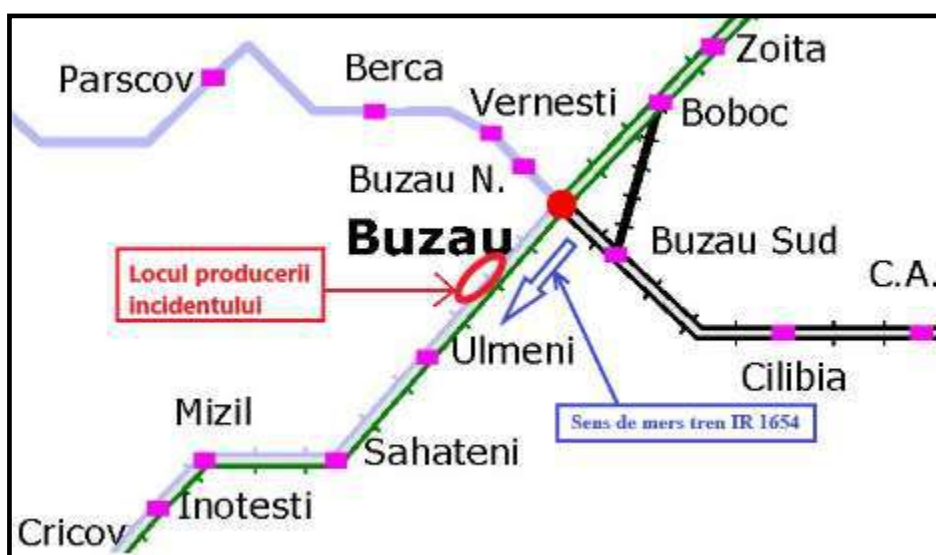 Zoita
Parscov
Berca
Boboc
Vernesti
Buzau N.
Buzau
Buzau Sud
Locul producerii
incidentului
C.A.
Ulmeni
Cilibia
Mizil
Sens de mers tren IR 1654
Sahateni
Inotesti
Cricov